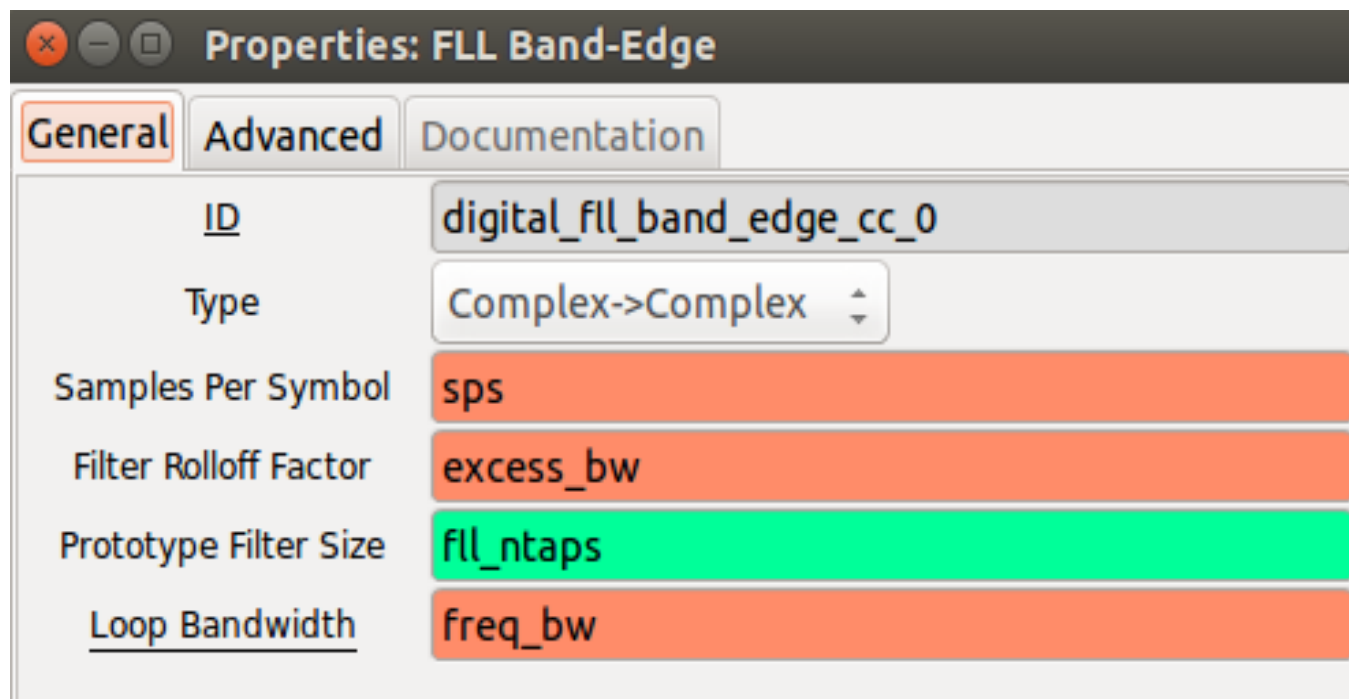 Properties: FLL Band-Edge
General Advanced Documentation
ID digital_fll_band_edge_cc_0
Type Complex->Complex
Samples Per Symbol sps
Filter Rolloff Factor excess_bw
Prototype Filter Size fll_ntaps
Loop Bandwidth freq_bw